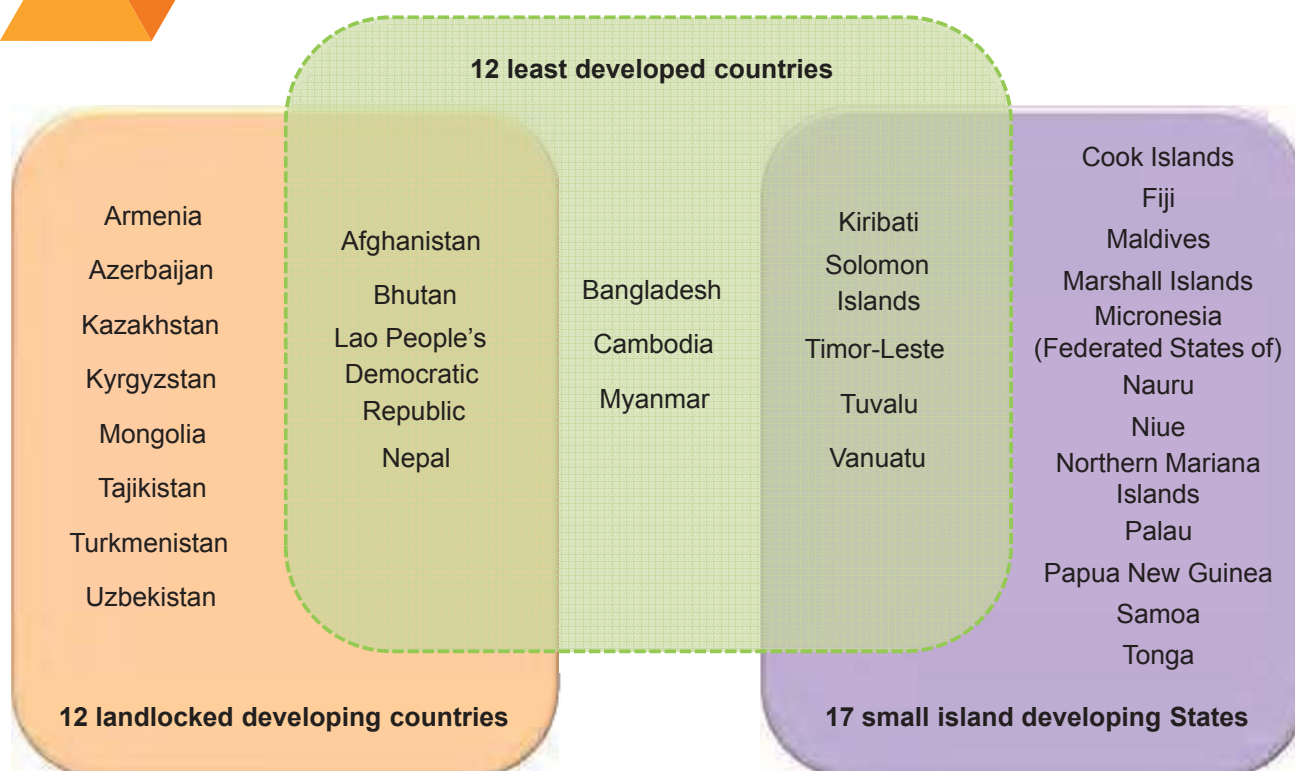 12 least developed countries
Armenia
Azerbaijan
Kazakhstan
Kyrgyzstan
Mongolia
Tajikistan
Turkmenistan
Uzbekistan
Afghanistan
Bhutan
Lao People’s
Democratic
Republic
Nepal
Bangladesh
Cambodia
Myanmar
Kiribati
Solomon
Islands
Timor-Leste
Tuvalu
Vanuatu
Cook Islands
Fiji
Maldives
Marshall Islands
Micronesia
(Federated States of)
Nauru
Niue
Northern Mariana
Islands
Palau
Papua New Guinea
Samoa
Tonga
12 landlocked developing countries
17 small island developing States